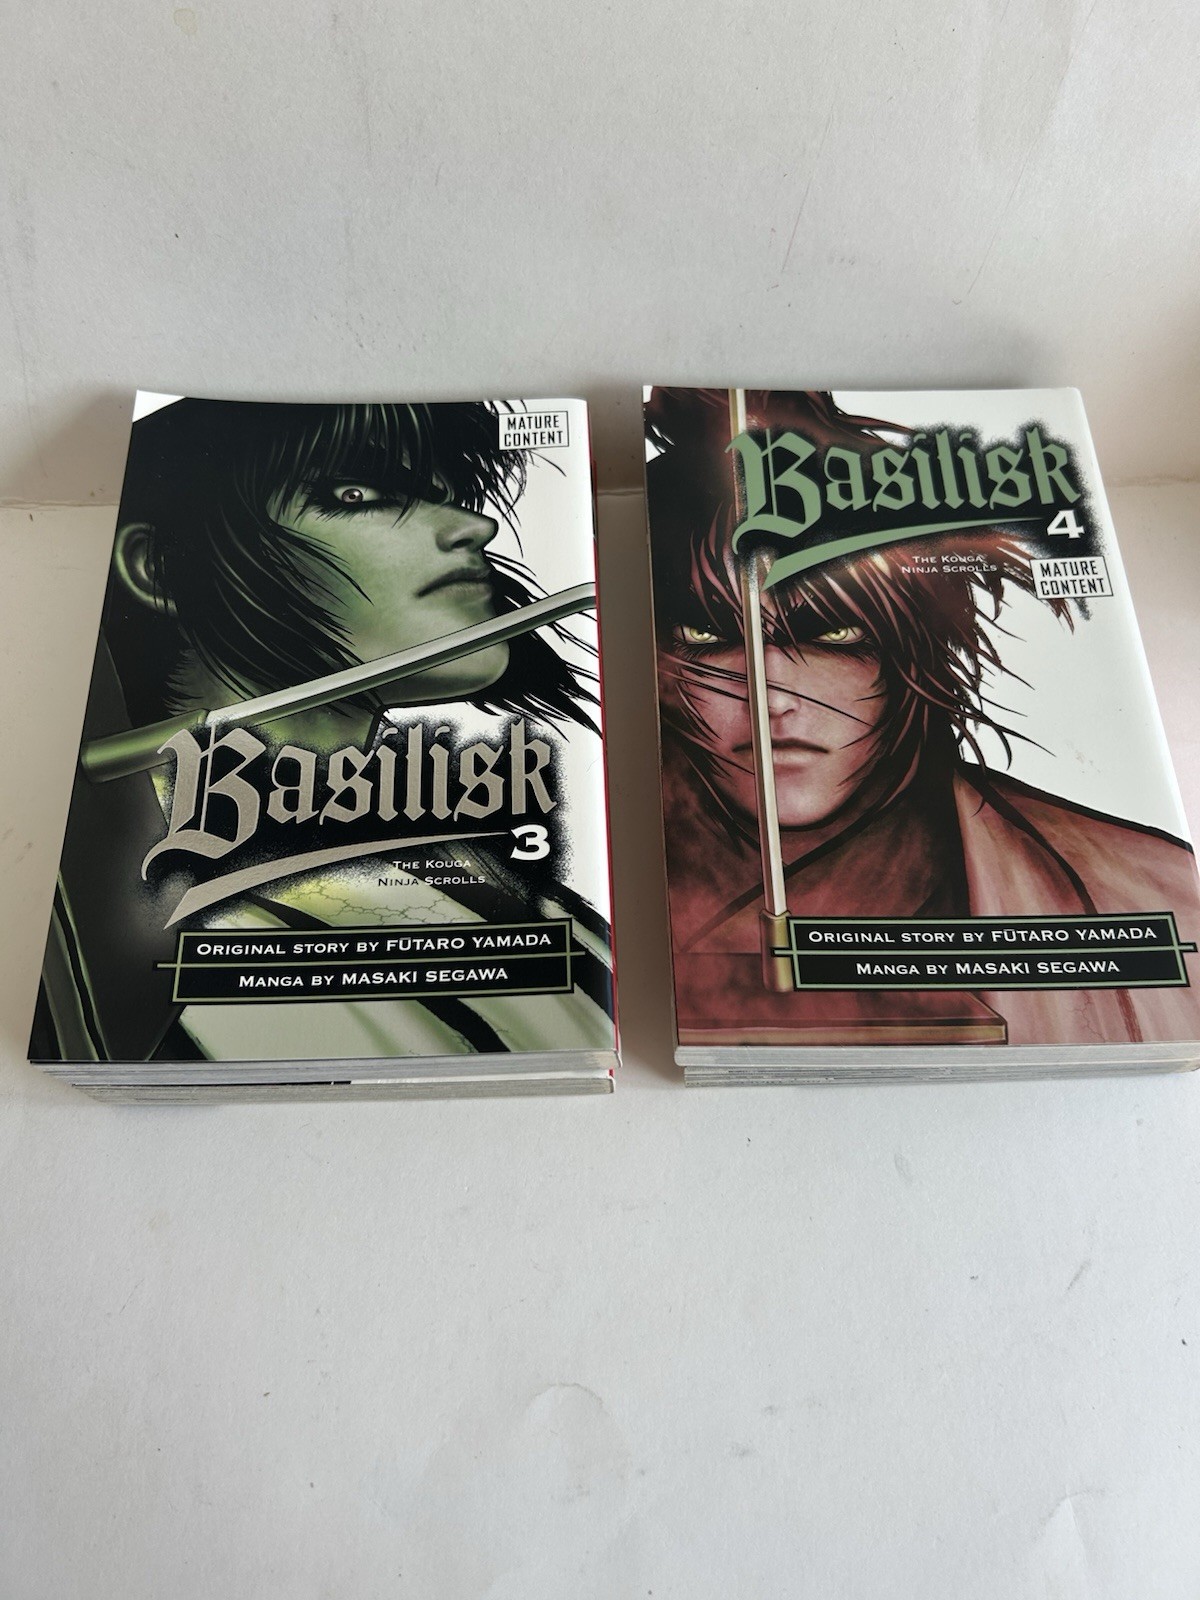 MATURE
CONTENT
Basilisk
3
THE KOUGA
NINJA SCROLLS
ORIGINAL STORY BY FŪTARO YAMADA
MANGA BY MASAKI SEGAWA
Basilisk
4
THE KOUGA
NINJA SCROLLS
MATURE
CONTENT
ORIGINAL STORY BY FŪTARO YAMADA
MANGA BY MASAKI SEGAWA